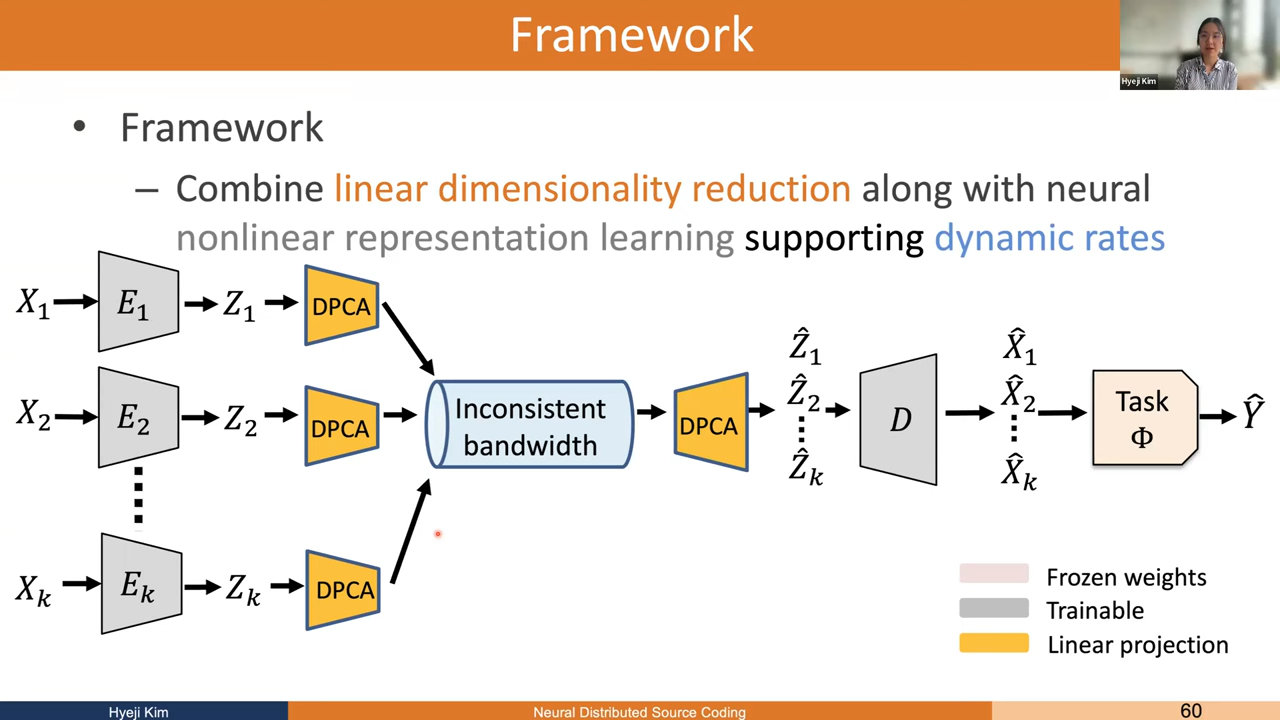 Framework
Hyeji Kim
• Framework
– Combine linear dimensionality reduction along with neural
nonlinear representation learning supporting dynamic rates
X₁ E₁ Z₁ DPCA
X₂ E₂ Z₂ DPCA
Xₖ Eₖ Zₖ DPCA
Inconsistent
bandwidth
DPCA
Ẑ₁
Ẑ₂
Ẑₖ
D
X̂₁
X̂₂
X̂ₖ
Task
Φ
Ŷ
Frozen weights
Trainable
Linear projection
Hyeji Kim
Neural Distributed Source Coding
60